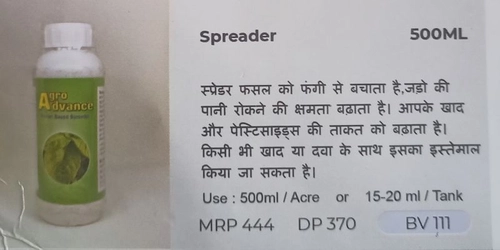 Spreader 500ML
Agro
Advance
स्प्रेडर फसल को फंगी से बचाता है,जड़ो की
पानी रोकने की क्षमता बढ़ाता है। आपके खाद
और पेस्टिसाइड्स की ताकत को बढ़ाता है।
किसी भी खाद या दवा के साथ इसका इस्तेमाल
किया जा सकता है।
Use : 500ml / Acre or 15-20 ml / Tank
MRP 444 DP 370 BV 111